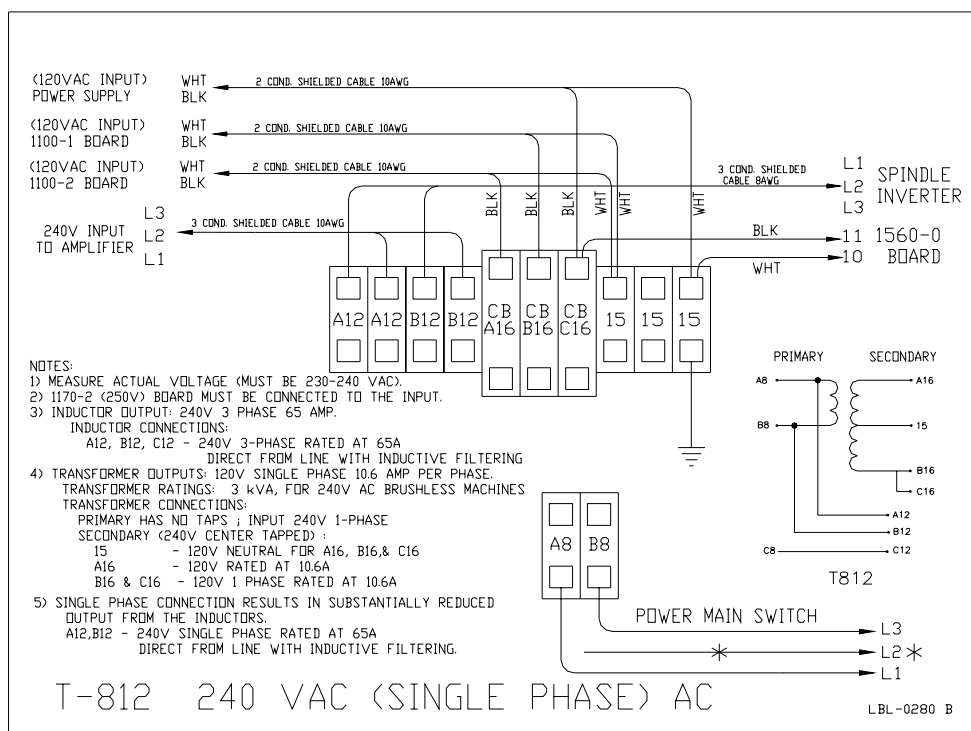 (120VAC INPUT) WHT 2 COND. SHIELDED CABLE 10AWG
POWER SUPPLY BLK
(120VAC INPUT) WHT 2 COND. SHIELDED CABLE 10AWG
1100-1 BOARD BLK
(120VAC INPUT) WHT 2 COND. SHIELDED CABLE 10AWG
1100-2 BOARD BLK
3 COND. SHIELDED
CABLE 8AWG
L1
L2
L3
SPINDLE
INVERTER
BLK BLK BLK WHT WHT WHT
L3
240V INPUT L2 3 COND. SHIELDED CABLE 10AWG
TO AMPLIFIER
L1
BLK 11 1560-0
WHT 10 BOARD
A12 A12 B12 B12 CB A16 CB B16 CB C16 15 15 15
NOTES:
1) MEASURE ACTUAL VOLTAGE (MUST BE 230-240 VAC).
2) 1170-2 (250V) BOARD MUST BE CONNECTED TO THE INPUT.
3) INDUCTOR OUTPUT: 240V 3 PHASE 65 AMP.
INDUCTOR CONNECTIONS:
A12, B12, C12 - 240V 3-PHASE RATED AT 65A
DIRECT FROM LINE WITH INDUCTIVE FILTERING
4) TRANSFORMER OUTPUTS: 120V SINGLE PHASE 10.6 AMP PER PHASE.
TRANSFORMER RATINGS: 3 kVA, FOR 240V AC BRUSHLESS MACHINES
TRANSFORMER CONNECTIONS:
PRIMARY HAS NO TAPS ; INPUT 240V 1-PHASE
SECONDARY (240V CENTER TAPPED) :
15 - 120V NEUTRAL FOR A16, B16,& C16
A16 - 120V RATED AT 10.6A
B16 & C16 - 120V 1 PHASE RATED AT 10.6A
5) SINGLE PHASE CONNECTION RESULTS IN SUBSTANTIALLY REDUCED
OUTPUT FROM THE INDUCTORS.
A12,B12 - 240V SINGLE PHASE RATED AT 65A
DIRECT FROM LINE WITH INDUCTIVE FILTERING.
PRIMARY SECONDARY
A8 A16
B8 15
B16
C16
A12
B12
C8 C12
T812
A8 B8
POWER MAIN SWITCH L3
L2
L1
T-812 240 VAC (SINGLE PHASE) AC
LBL-0280 B